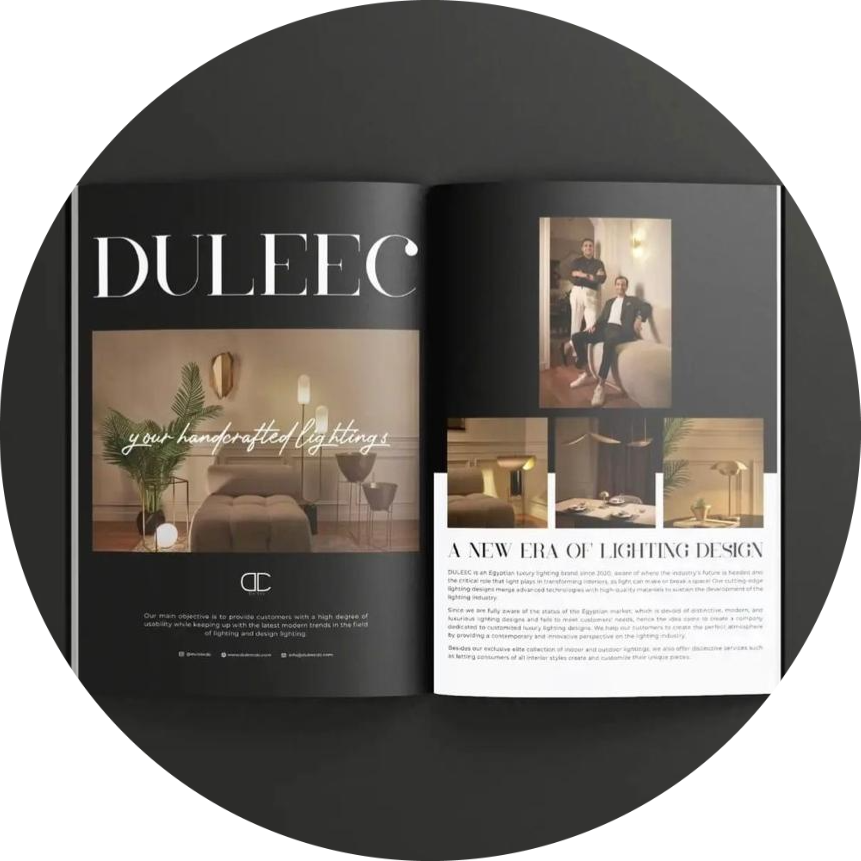 DULEEC
your handcrafted lightings
DC
Our main objective is to provide customers with a high degree of
usability while keeping up with the latest modern trends in the field
of lighting and design lighting.
A NEW ERA OF LIGHTING DESIGN
DULEEC is an Egyptian luxury lighting brand since 2020, aware of where the industry's future is headed and
the critical role that light plays in transforming interiors, as light can make or break a space! Our cutting-edge
lighting designs merge advanced technologies with high-quality materials to sustain the development of the
lighting industry.
Since we are fully aware of the status of the Egyptian market, which is devoid of distinctive, modern, and
luxurious lighting designs and fails to meet customers' needs, hence the idea open to create a company
dedicated to customized luxury lighting designs. We help our customers to create the perfect atmosphere
by providing a contemporary and innovative perspective on the lighting industry.
Besides our exclusive elite collection of indoor and outdoor lightings, we also offer distinctive services such
as letting consumers of all interior styles create and customize their unique pieces.